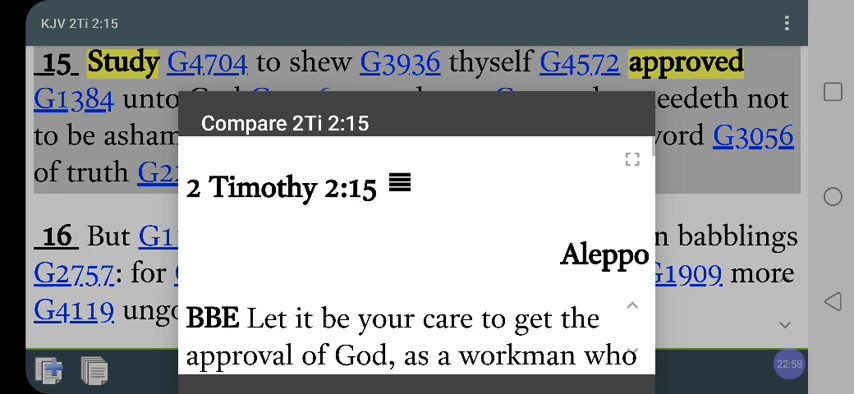 KJV 2Ti 2:15
15 Study G4704 to shew G3936 thyself G4572 approved
G1384 unto eedeth not
to be asham ord G3056
of truth G22
Compare 2Ti 2:15
2 Timothy 2:15
Aleppo
BBE Let it be your care to get the
approval of God, as a workman who
16 But G1 n babblings
G2757: for G1909 more
G4119 ungo
22:58